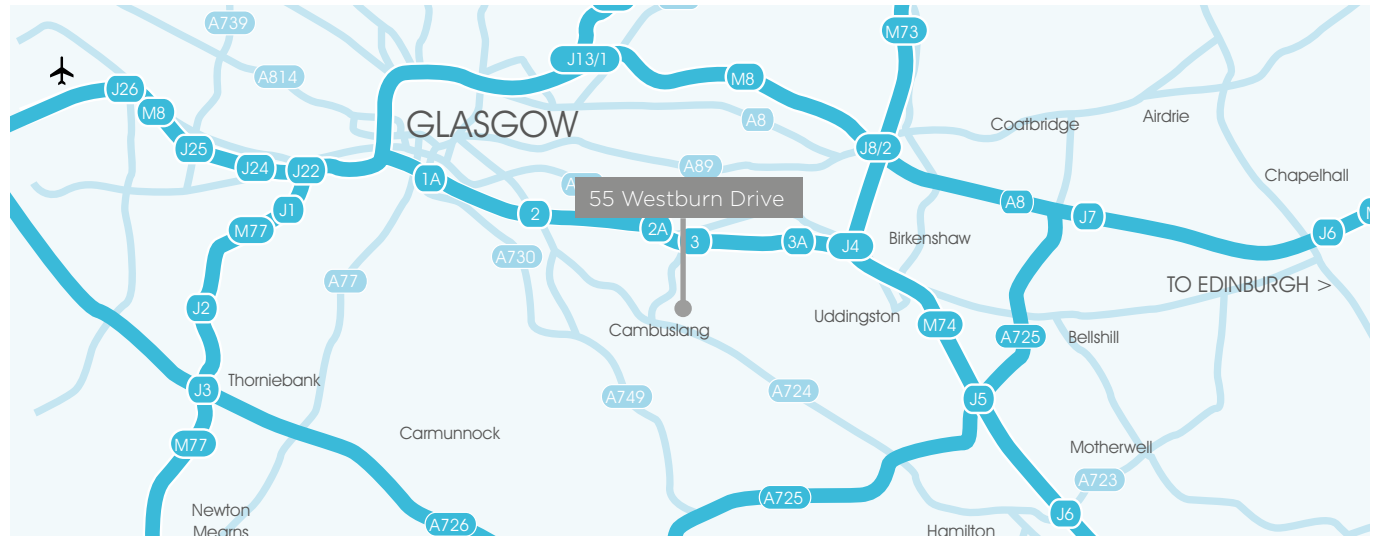 A739
M73
J13/1
A814
M8
J26
M8
A8
GLASGOW
Coatbridge
Airdrie
J25
J8/2
J24
J22
1A
A89
Chapelhall
55 Westburn Drive
A8
J1
2
J7
M77
2A
3
3A
J4
Birkenshaw
J6
A730
A77
TO EDINBURGH >
J2
Uddingston
M74
Cambuslang
A725
Bellshill
Thorniebank
J3
A749
A724
J5
Carmunnock
M77
Motherwell
A723
A725
Newton
Mearns
A726
J6
Hamilton